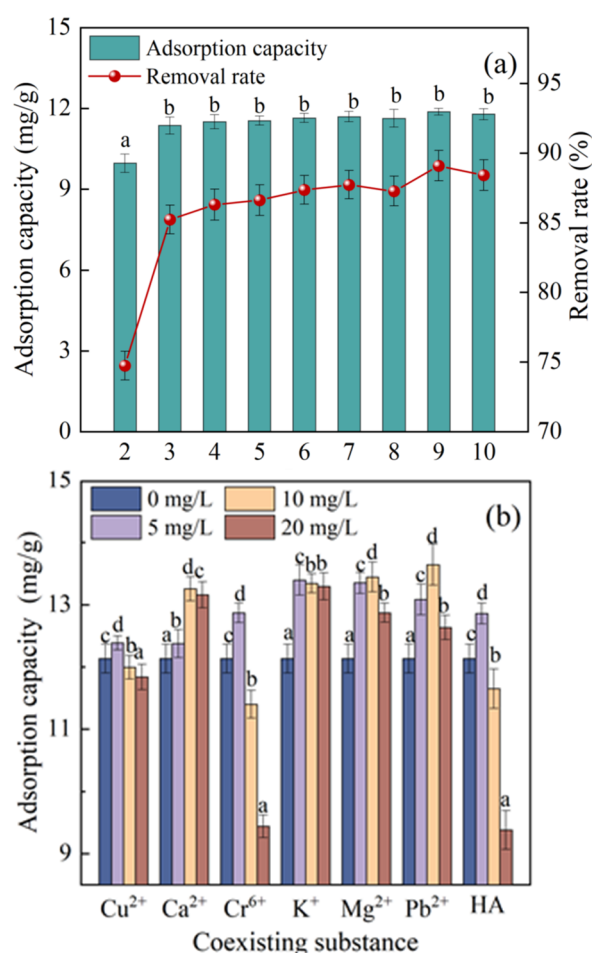 Adsorption capacity (mg/g)
15
12
9
6
3
0
Adsorption capacity
Removal rate
(a)
a b b b b b b b b
95
90
85
80
75
70
Removal rate (%)
2 3 4 5 6 7 8 9 10
Adsorption capacity (mg/g)
15
13
11
9
0 mg/L 10 mg/L
5 mg/L 20 mg/L
(b)
c d b a
a b d c
c d b a
a c b b
a c d b
a c d b
c d b a
Cu²⁺ Ca²⁺ Cr⁶⁺ K⁺ Mg²⁺ Pb²⁺ HA
Coexisting substance